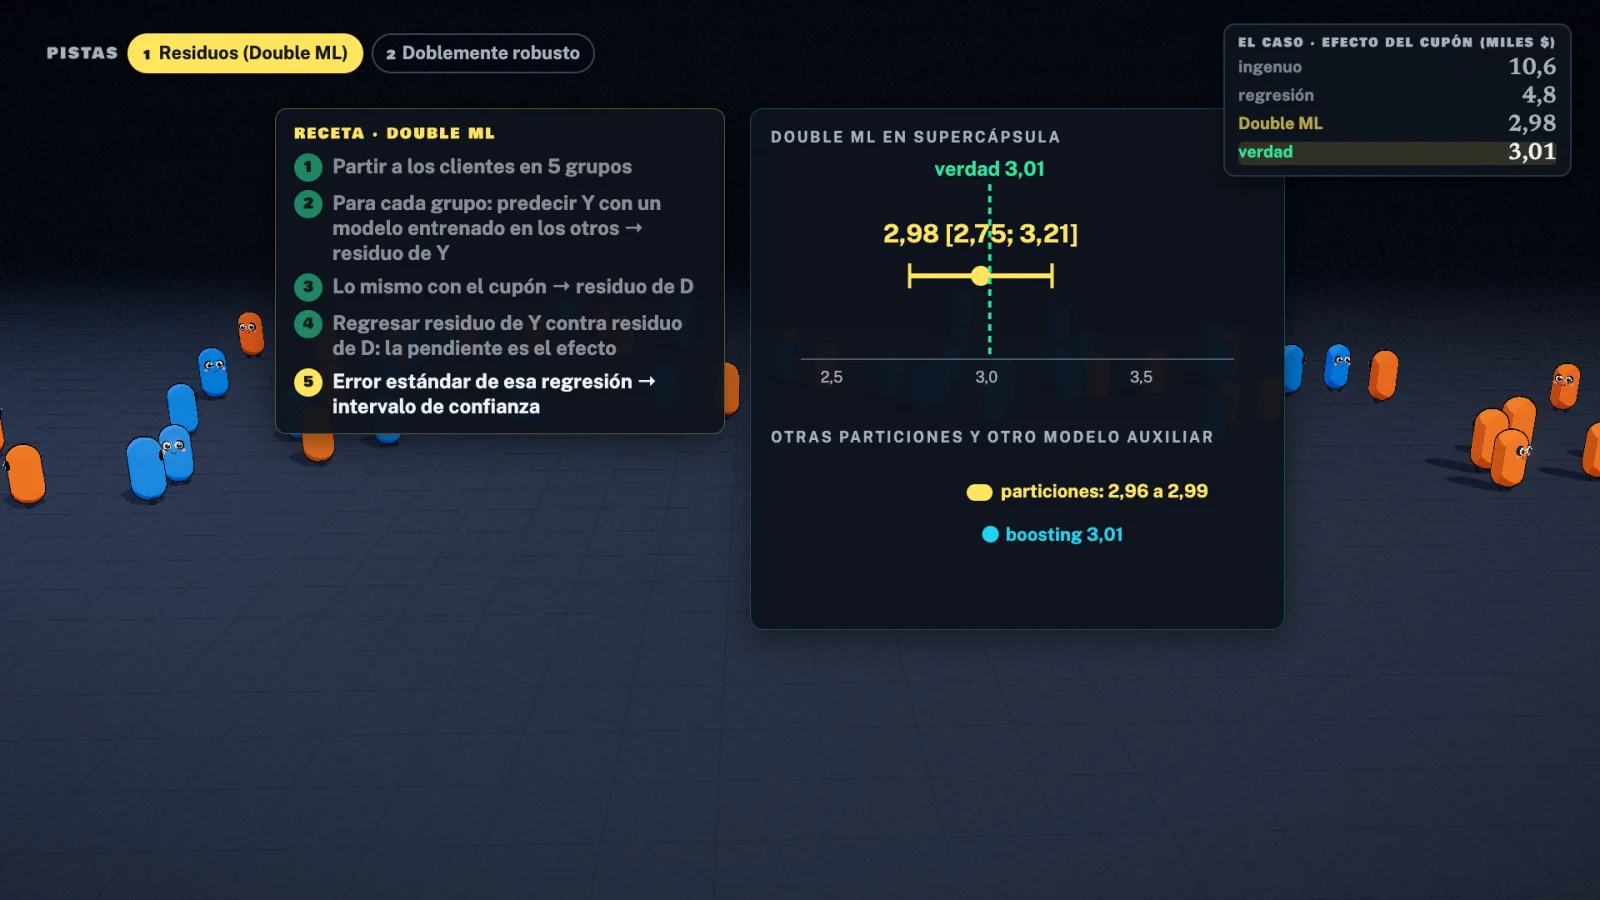 PISTAS
1 Residuos (Double ML)
2 Doblemente robusto
EL CASO · EFECTO DEL CUPÓN (MILES $)
ingenuo 10,6
regresión 4,8
Double ML 2,98
verdad 3,01
RECETA · DOUBLE ML
1 Partir a los clientes en 5 grupos
2 Para cada grupo: predecir Y con un
modelo entrenado en los otros →
residuo de Y
3 Lo mismo con el cupón → residuo de D
4 Regresar residuo de Y contra residuo
de D: la pendiente es el efecto
5 Error estándar de esa regresión →
intervalo de confianza
DOUBLE ML EN SUPERCÁPSULA
verdad 3,01
2,98 [2,75; 3,21]
2,5 3,0 3,5
OTRAS PARTICIONES Y OTRO MODELO AUXILIAR
particiones: 2,96 a 2,99
boosting 3,01